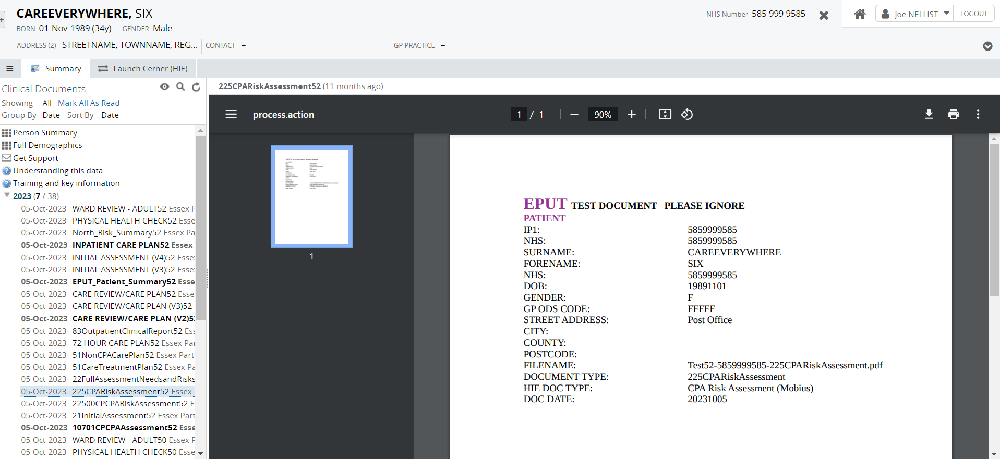 CAREEVERYWHERE, SIX
NHS Number 585 999 9585
Joe NELLIST
LOGOUT
BORN 01-Nov-1989 (34y) GENDER Male
ADDRESS (2) STREETNAME, TOWNNAME, REG...
CONTACT –
GP PRACTICE –
Summary
Launch Cerner (HIE)
Clinical Documents
Showing All Mark All As Read
Group By Date Sort By Date
Person Summary
Full Demographics
Get Support
Understanding this data
Training and key information
2023 (7 / 38)
05-Oct-2023 WARD REVIEW - ADULT52 Essex P
05-Oct-2023 PHYSICAL HEALTH CHECK52 Esse
05-Oct-2023 North_Risk_Summary52 Essex Pa
05-Oct-2023 INPATIENT CARE PLAN52 Essex
05-Oct-2023 INITIAL ASSESSMENT (V4)52 Esse
05-Oct-2023 INITIAL ASSESSMENT (V3)52 Esse
05-Oct-2023 EPUT_Patient_Summary52 Esse
05-Oct-2023 CARE REVIEW/CARE PLAN52 Esse
05-Oct-2023 CARE REVIEW/CARE PLAN (V3)52
05-Oct-2023 CARE REVIEW/CARE PLAN (V2)52
05-Oct-2023 83OutpatientClinicalReport52 Ess
05-Oct-2023 72 HOUR CARE PLAN52 Essex Par
05-Oct-2023 51NonCPACarePlan52 Essex Part
05-Oct-2023 51CareTreatmentPlan52 Essex Pa
05-Oct-2023 22FullAssessmentNeedsandRisks
05-Oct-2023 225CPARiskAssessment52 Essex
05-Oct-2023 22500CPCPARiskAssessment52 E
05-Oct-2023 21InitialAssessment52 Essex Part
05-Oct-2023 10701CPCPAAssessment52 Esse
05-Oct-2023 WARD REVIEW - ADULT50 Essex P
05-Oct-2023 PHYSICAL HEALTH CHECK50 Esse
225CPARiskAssessment52 (11 months ago)
process.action
1 / 1
90%
1
EPUT TEST DOCUMENT PLEASE IGNORE
PATIENT
IP1: 5859999585
NHS: 5859999585
SURNAME: CAREEVERYWHERE
FORENAME: SIX
NHS: 5859999585
DOB: 19891101
GENDER: F
GP ODS CODE: FFFFF
STREET ADDRESS: Post Office
CITY:
COUNTY:
POSTCODE:
FILENAME: Test52-5859999585-225CPARiskAssessment.pdf
DOCUMENT TYPE: 225CPARiskAssessment
HIE DOC TYPE: CPA Risk Assessment (Mobius)
DOC DATE: 20231005